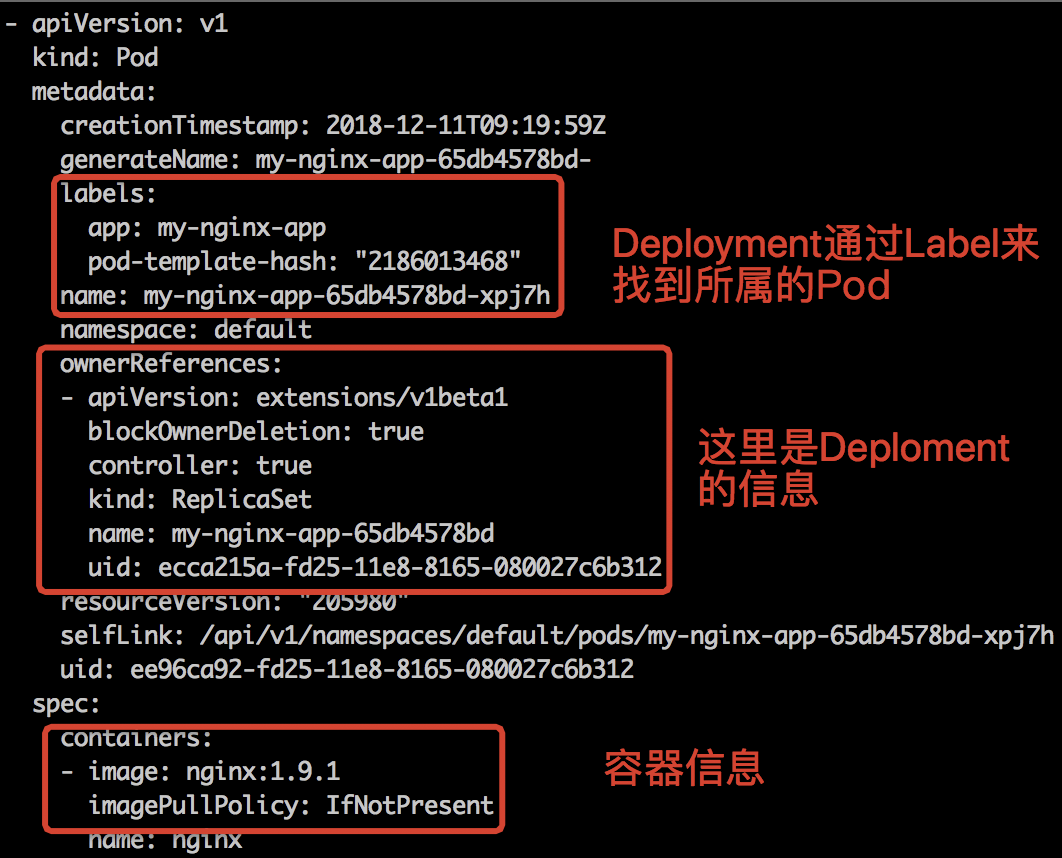 - apiVersion: v1
kind: Pod
metadata:
creationTimestamp: 2018-12-11T09:19:59Z
generateName: my-nginx-app-65db4578bd-
labels:
app: my-nginx-app
pod-template-hash: "2186013468"
name: my-nginx-app-65db4578bd-xpj7h
Deployment通过Label来
找到所属的Pod
namespace: default
ownerReferences:
- apiVersion: extensions/v1beta1
blockOwnerDeletion: true
controller: true
kind: ReplicaSet
name: my-nginx-app-65db4578bd
uid: ecca215a-fd25-11e8-8165-080027c6b312
这里是Deploment
的信息
resourceVersion: "205980"
selfLink: /api/v1/namespaces/default/pods/my-nginx-app-65db4578bd-xpj7h
uid: ee96ca92-fd25-11e8-8165-080027c6b312
spec:
containers:
- image: nginx:1.9.1
imagePullPolicy: IfNotPresent
容器信息
name: nginx